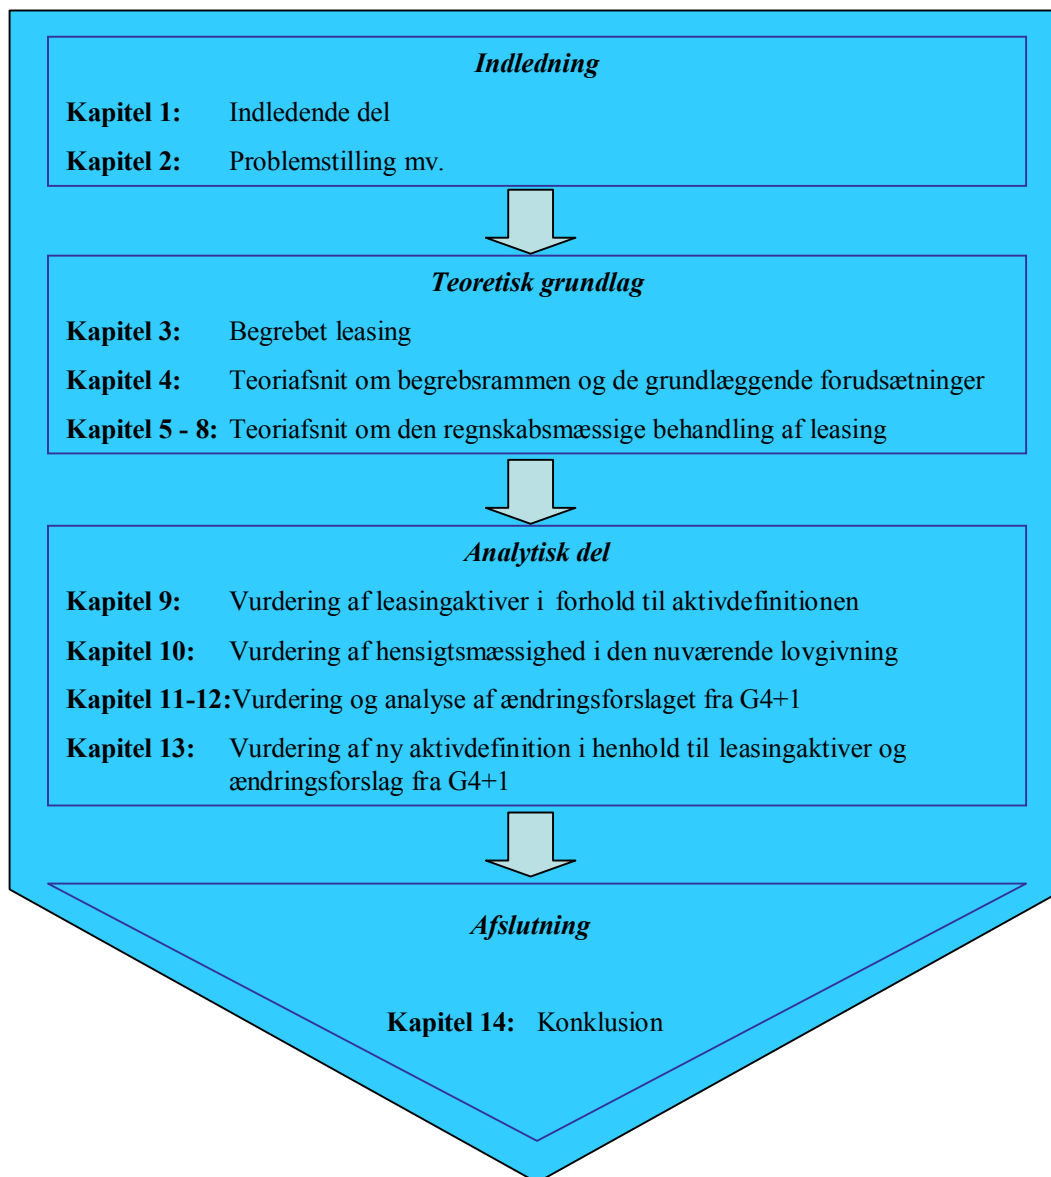 Indledning
Kapitel 1: Indledende del
Kapitel 2: Problemstilling mv.
Teoretisk grundlag
Kapitel 3: Begrebet leasing
Kapitel 4: Teoriafsnit om begrebsrammen og de grundlæggende forudsætninger
Kapitel 5 - 8: Teoriafsnit om den regnskabsmæssige behandling af leasing
Analytisk del
Kapitel 9: Vurdering af leasingaktiver i forhold til aktivdefinitionen
Kapitel 10: Vurdering af hensigtsmæssighed i den nuværende lovgivning
Kapitel 11-12: Vurdering og analyse af ændringsforslaget fra G4+1
Kapitel 13: Vurdering af ny aktivdefinition i henhold til leasingaktiver og
ændringsforslag fra G4+1
Afslutning
Kapitel 14: Konklusion